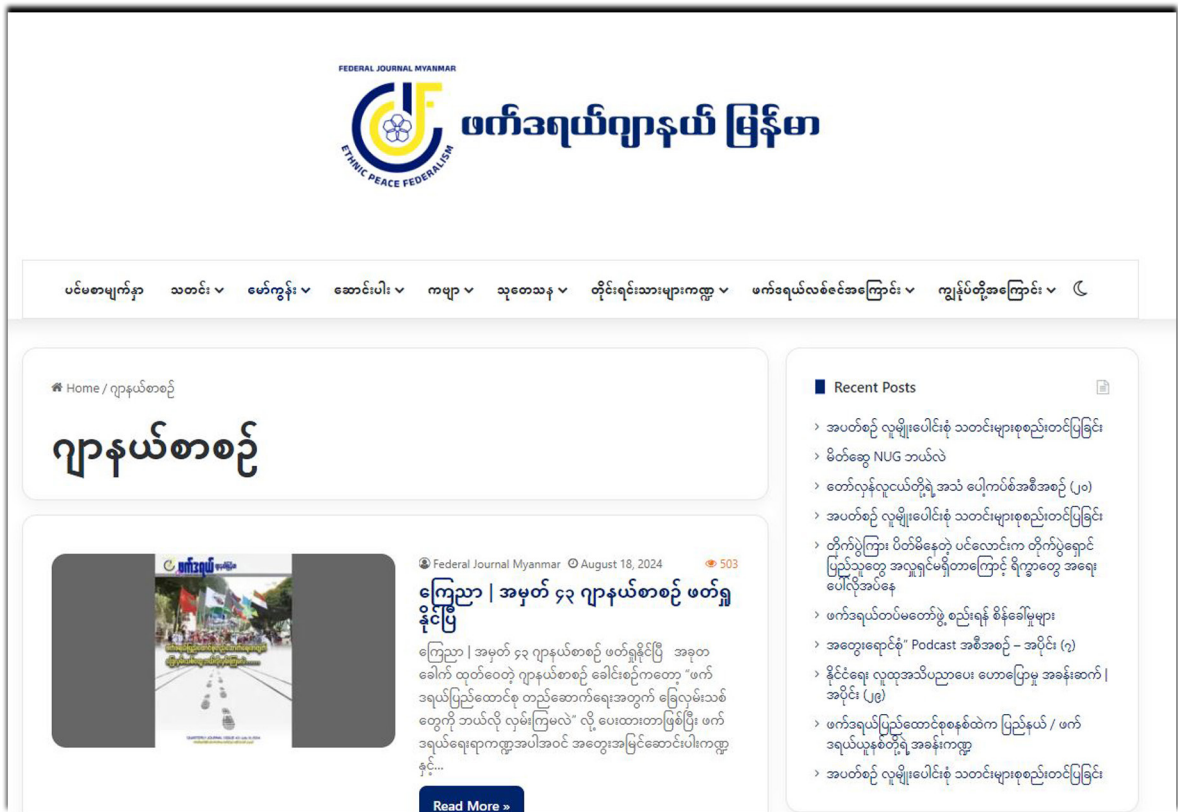 FEDERAL JOURNAL MYANMAR
ဖက်ဒရယ်ဂျာနယ် မြန်မာ
ETHNIC PEACE FEDERALISM
ပင်မစာမျက်နှာ သတင်း မော်ကွန်း ဆောင်းပါး ကဗျာ သုတေသန တိုင်းရင်းသားများကဏ္ဍ ဖက်ဒရယ်လစ်ဇင်အကြောင်း ကျွန်ုပ်တို့အကြောင်း
Home / ဂျာနယ်စာစဉ်
ဂျာနယ်စာစဉ်
ဖက်ဒရယ်
Federal Journal Myanmar August 18, 2024 503
ကြေညာ | အမှတ် ၄၃ ဂျာနယ်စာစဉ် ဖတ်ရှု
နိုင်ပြီ
ကြေညာ | အမှတ် ၄၃ ဂျာနယ်စာစဉ် ဖတ်ရှုနိုင်ပြီ အခုတ
ခေါက် ထုတ်ဝေတဲ့ ဂျာနယ်စာစဉ် ခေါင်းစဉ်ကတော့ “ဖက်
ဒရယ်ပြည်ထောင်စု တည်ဆောက်ရေးအတွက် ခြေလှမ်းသစ်
တွေကို ဘယ်လို လှမ်းကြမလဲ” လို့ ပေးထားတာဖြစ်ပြီး ဖက်
ဒရယ်ရေးရာကဏ္ဍအပါအဝင် အတွေးအမြင်ဆောင်းပါးကဏ္ဍ
နှင့်...
Read More »
Recent Posts
အပတ်စဉ် လူမျိုးပေါင်းစုံ သတင်းများစုစည်းတင်ပြခြင်း
မိတ်ဆွေ NUG ဘယ်လဲ
တော်လှန်လူငယ်တို့ရဲ့အသံ ပေါ့ကပ်စ်အစီအစဉ် (၂၀)
အပတ်စဉ် လူမျိုးပေါင်းစုံ သတင်းများစုစည်းတင်ပြခြင်း
တိုက်ပွဲကြား ပိတ်မိနေတဲ့ ပင်လောင်းက တိုက်ပွဲရှောင်
ပြည်သူတွေ အလှူရှင်မရှိတာကြောင့် ရိက္ခာတွေ အရေး
ပေါ်လိုအပ်နေ
ဖက်ဒရယ်တပ်မတော်ဖွဲ့စည်းရန် စိန်ခေါ်မှုများ
အတွေးရောင်စုံ” Podcast အစီအစဉ် – အပိုင်း (၇)
နိုင်ငံရေး လူထုအသိပညာပေး ဟောပြောမှု အခန်းဆက် |
အပိုင်း (၂၉)
ဖက်ဒရယ်ပြည်ထောင်စုစနစ်ထဲက ပြည်နယ် / ဖက်
ဒရယ်ယူနစ်တို့ရဲ့အခန်းကဏ္ဍ
အပတ်စဉ် လူမျိုးပေါင်းစုံ သတင်းများစုစည်းတင်ပြခြင်း